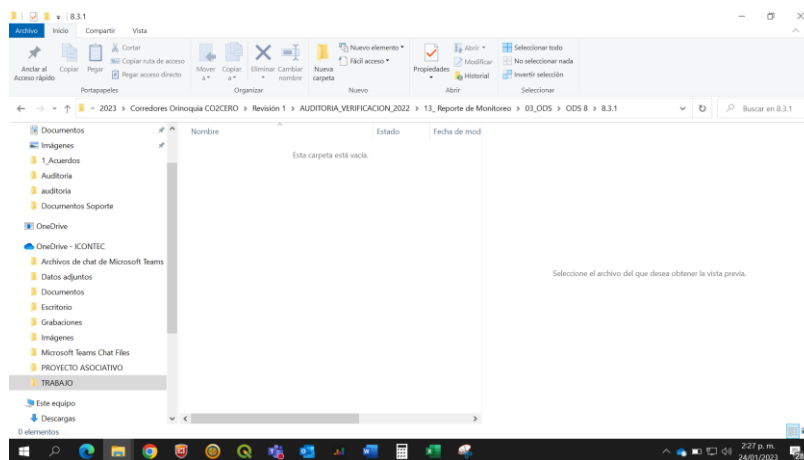 8.3.1
Archivo Inicio Compartir Vista
Anclar al Acceso rápido
Copiar
Pegar
Cortar
Copiar ruta de acceso
Pegar acceso directo
Mover a
Copiar a
Eliminar
Cambiar nombre
Nueva carpeta
Nuevo elemento
Fácil acceso
Propiedades
Abrir
Modificar
Historial
Seleccionar todo
No seleccionar nada
Invertir selección
Portapapeles Organizar Nuevo Abrir Seleccionar
« 2023 > Corredores Orinoquia CO2CERO > Revisión 1 > AUDITORIA_VERIFICACION_2022 > 13_ Reporte de Monitoreo > 03_ODS > ODS 8 > 8.3.1
Buscar en 8.3.1
Nombre Estado Fecha de mod
Esta carpeta está vacía.
Seleccione el archivo del que desea obtener la vista previa.
Documentos
Imágenes
1_Acuerdos
Auditoria
auditoria
Documentos Soporte
OneDrive
OneDrive - ICONTEC
Archivos de chat de Microsoft Teams
Datos adjuntos
Documentos
Escritorio
Grabaciones
Imágenes
Microsoft Teams Chat Files
PROYECTO ASOCIATIVO
TRABAJO
Este equipo
Descargas
0 elementos
2:27 p. m.
24/01/2023